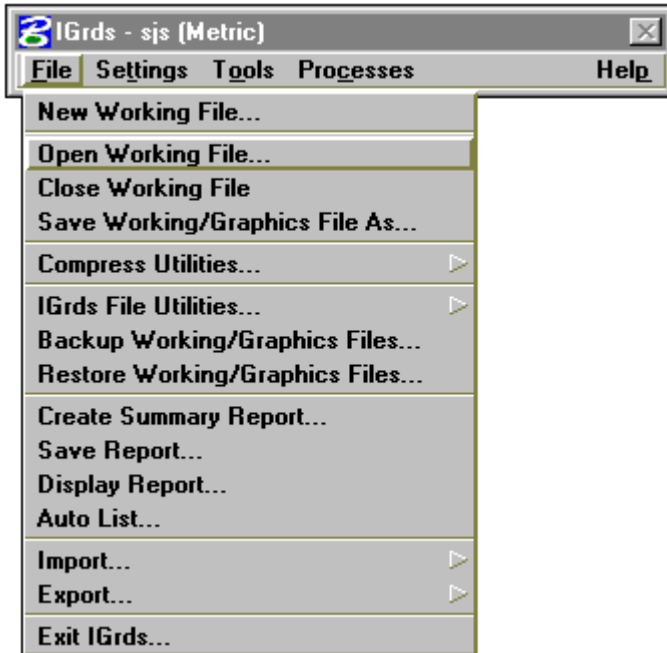 IGrds - sjs (Metric)
File Settings Tools Processes Help
New Working File...
Open Working File...
Close Working File
Save Working/Graphics File As...
Compress Utilities...
IGrds File Utilities...
Backup Working/Graphics Files...
Restore Working/Graphics Files...
Create Summary Report...
Save Report...
Display Report...
Auto List...
Import...
Export...
Exit IGrds...